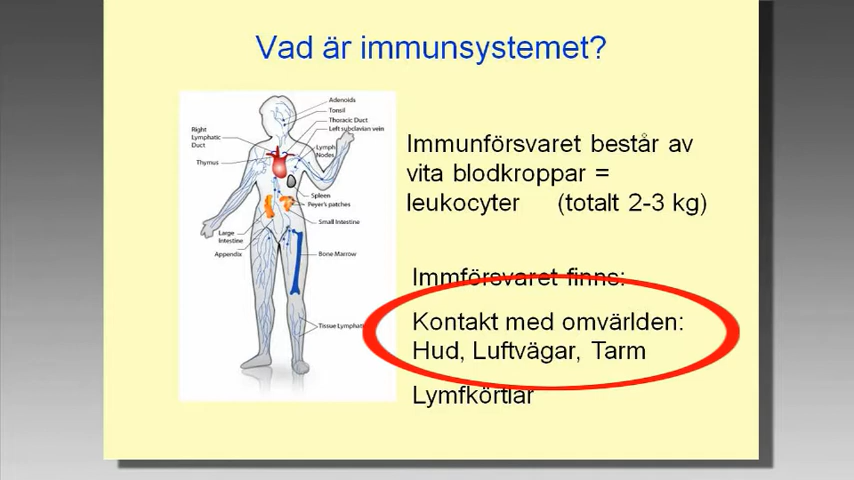 Vad är immunsystemet?
Adenoids
Tonsil
Thoracic Duct
Left subclavian vein
Right
Lymphatic
Duct
Thymus
Lymph
Nodes
Spleen
Peyer's patches
Small Intestine
Large
Intestine
Appendix
Bone Marrow
Tissue Lymphati
Immunförsvaret består av
vita blodkroppar =
leukocyter (totalt 2-3 kg)
Immförsvaret finns:
Kontakt med omvärlden:
Hud, Luftvägar, Tarm
Lymfkörtlar